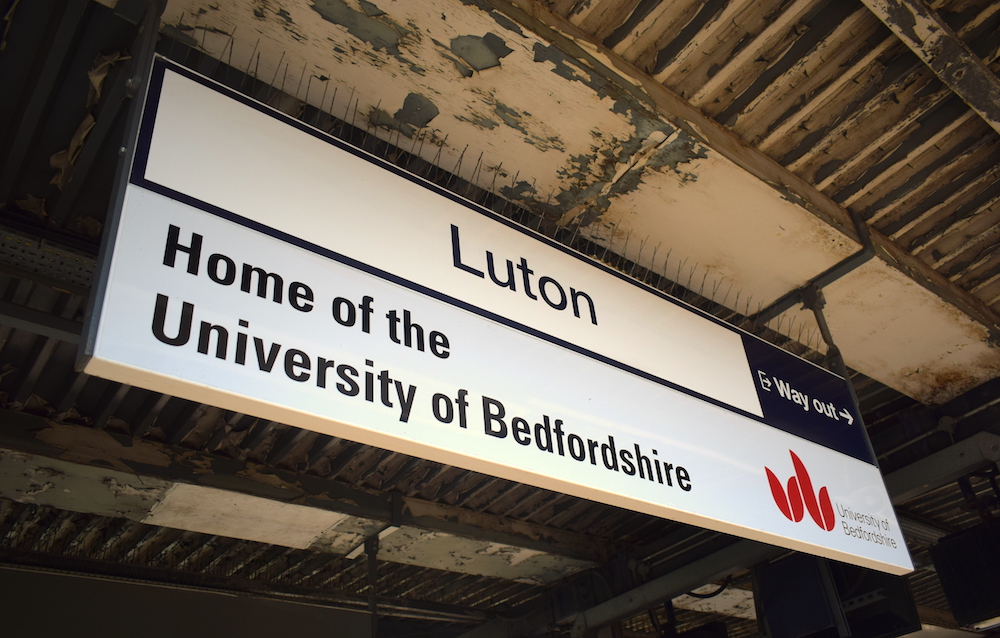 Luton
Way out →
Home of the
University of Bedfordshire
University of
Bedfordshire